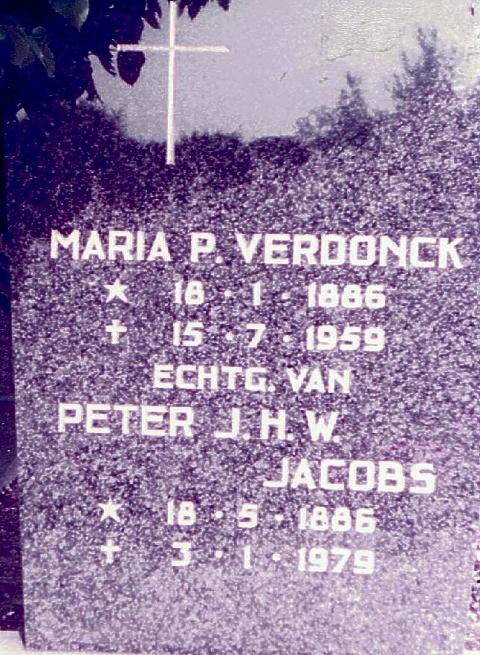 MARIA P. VERDONCK
★ 18 · 1 · 1886
† 15 · 7 · 1959
ECHTG. VAN
PETER J. H. W.
JACOBS
★ 18 · 5 · 1886
† 3 · 1 · 1979